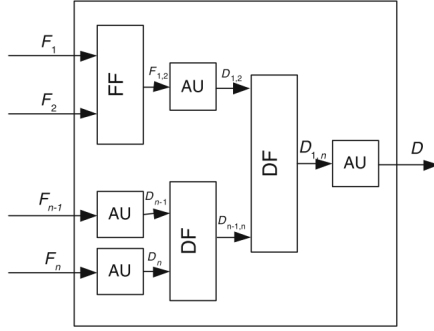 F1
F2
FF
F1,2
AU
D1,2
DF
D1,n
AU
D
Fn-1
AU
Dn-1
DF
Dn-1,n
Fn
AU
Dn